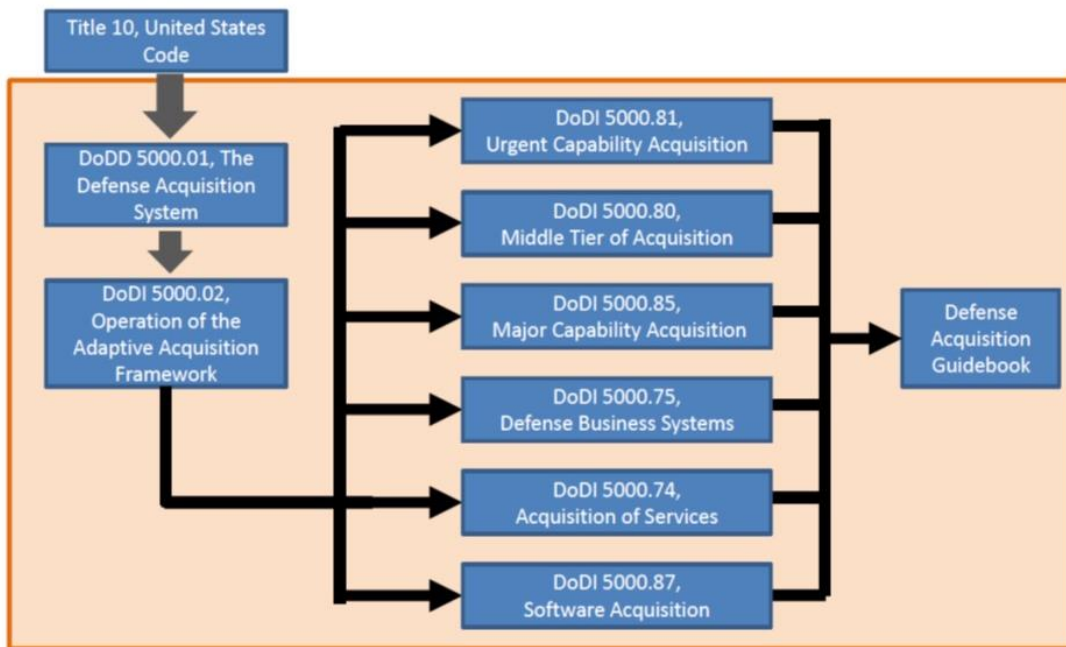 Title 10, United States
Code
DoDD 5000.01, The
Defense Acquisition
System
DoDI 5000.02,
Operation of the
Adaptive Acquisition
Framework
DoDI 5000.81,
Urgent Capability Acquisition
DoDI 5000.80,
Middle Tier of Acquisition
DoDI 5000.85,
Major Capability Acquisition
DoDI 5000.75,
Defense Business Systems
DoDI 5000.74,
Acquisition of Services
DoDI 5000.87,
Software Acquisition
Defense
Acquisition
Guidebook